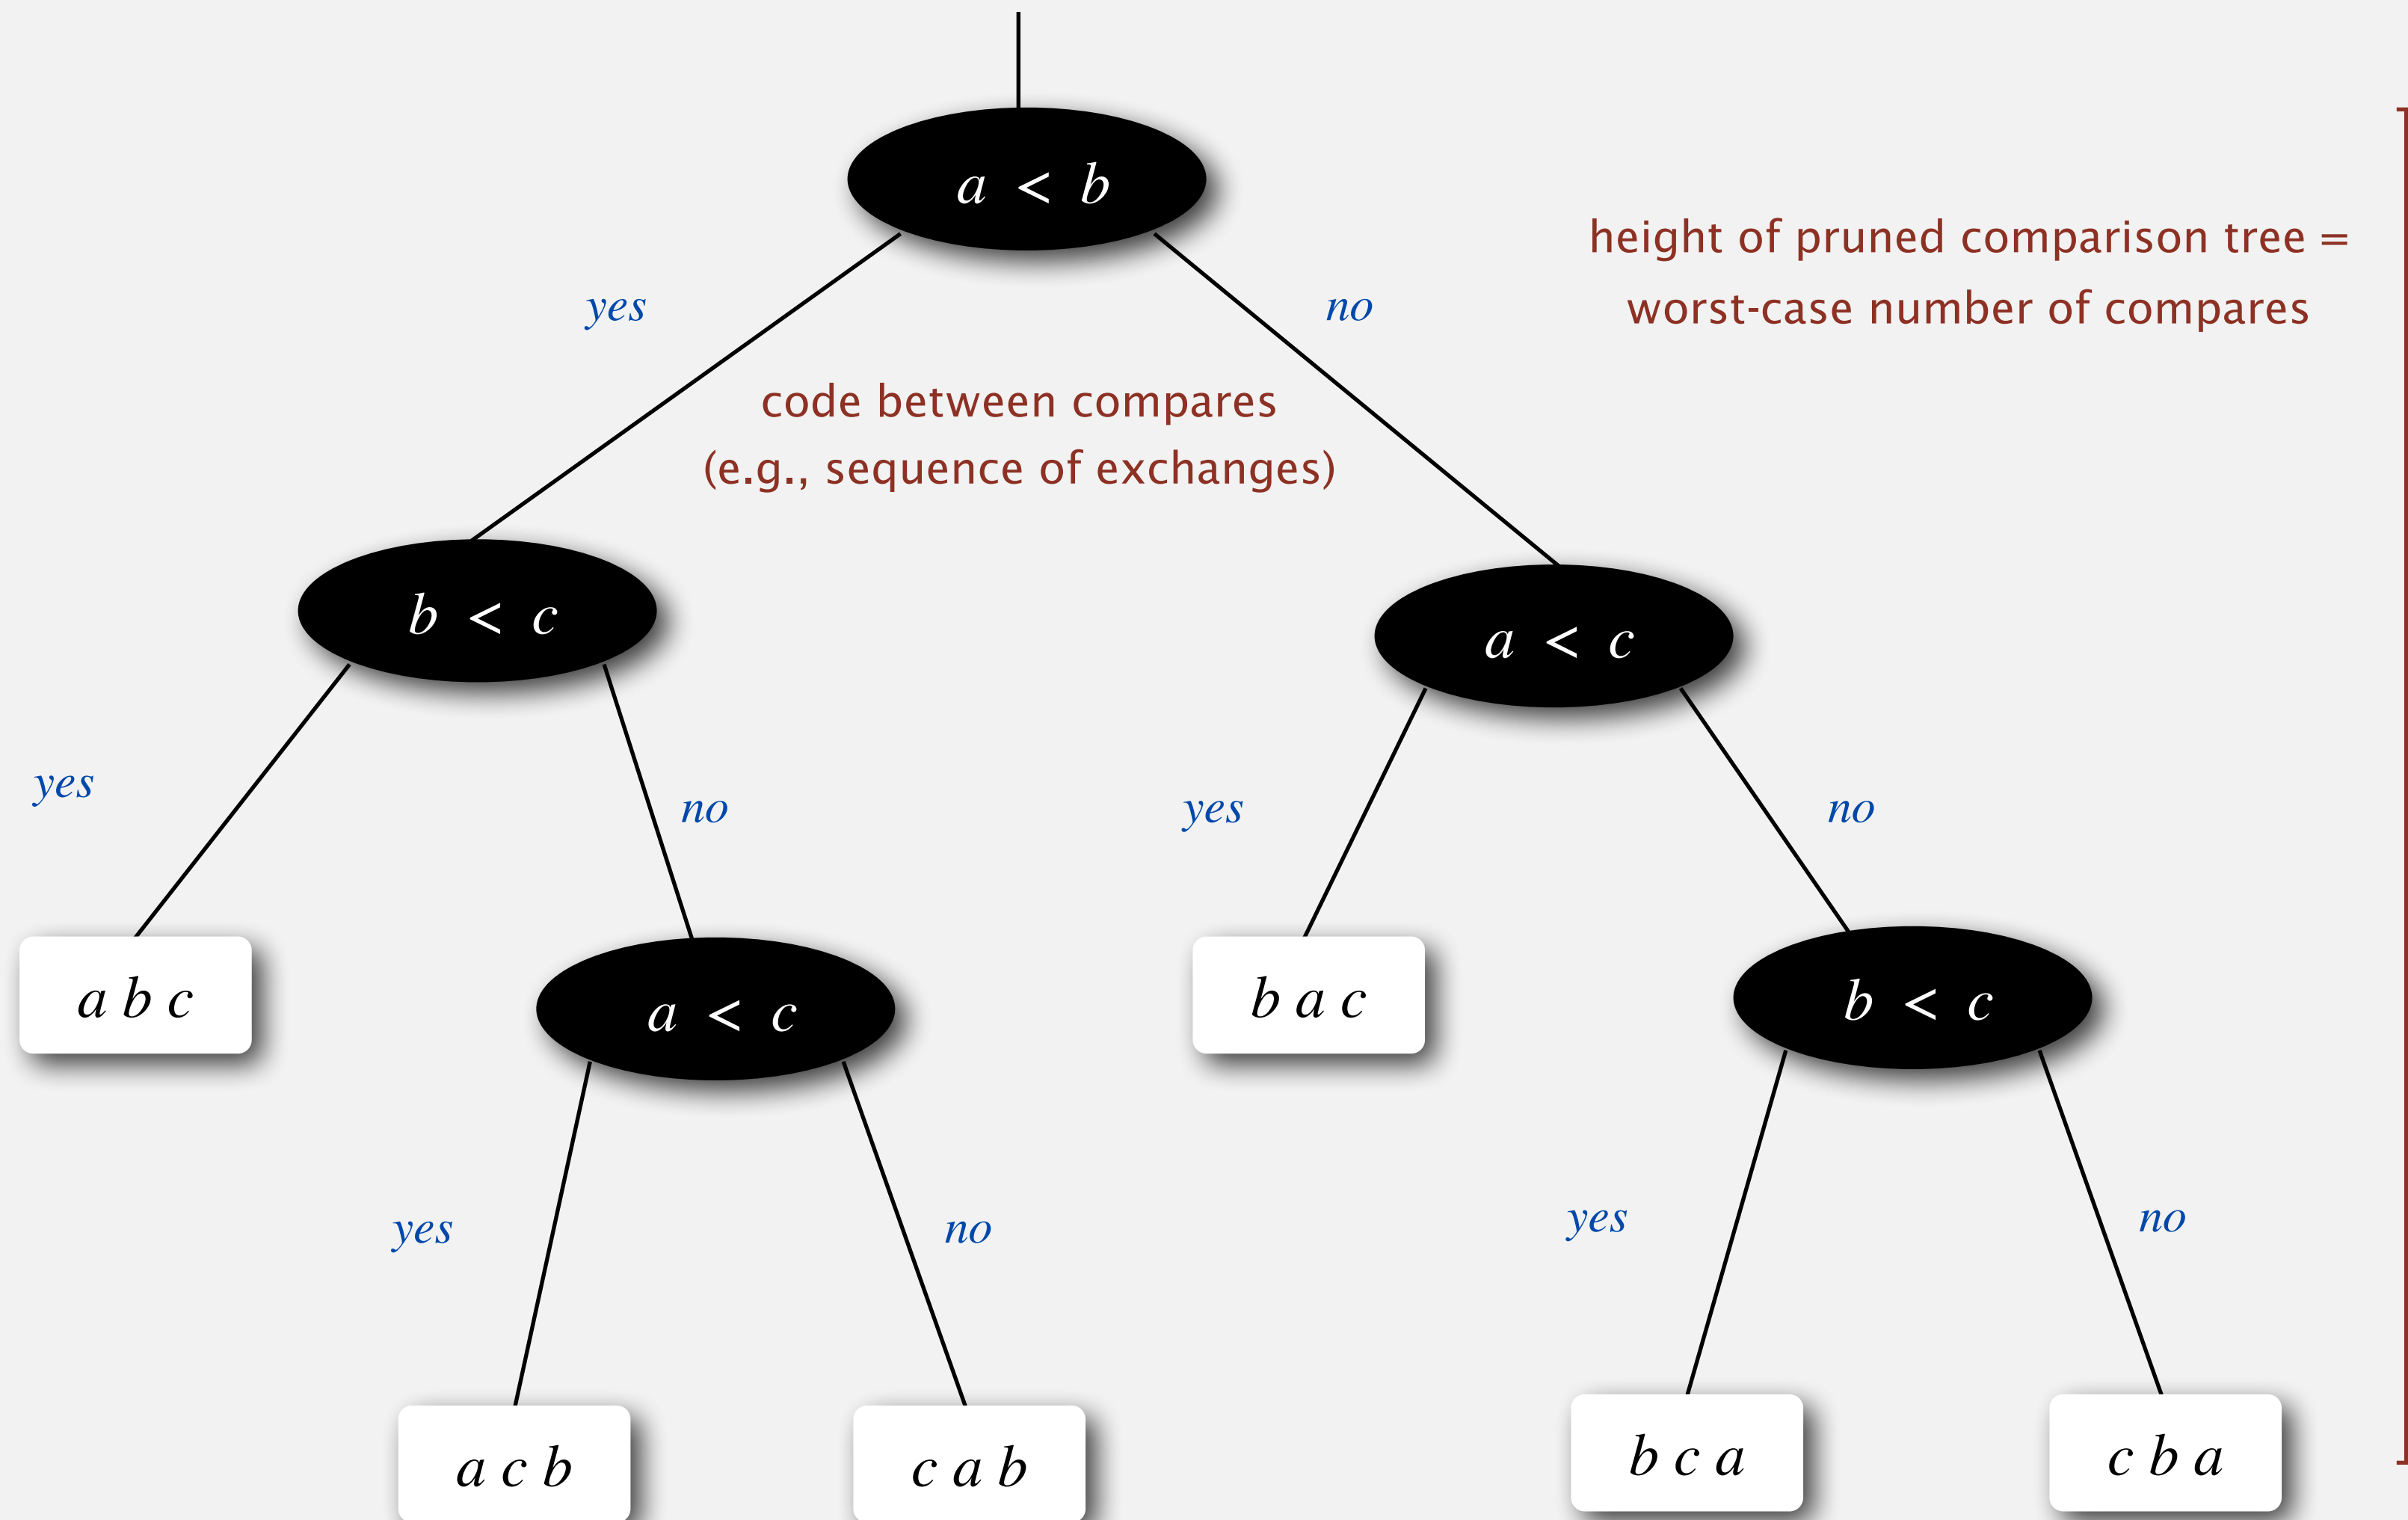 a < b
height of pruned comparison tree =
worst-case number of compares
yes
no
code between compares
(e.g., sequence of exchanges)
b < c
a < c
yes
no
yes
no
a b c
a < c
b a c
b < c
yes
no
yes
no
a c b
c a b
b c a
c b a